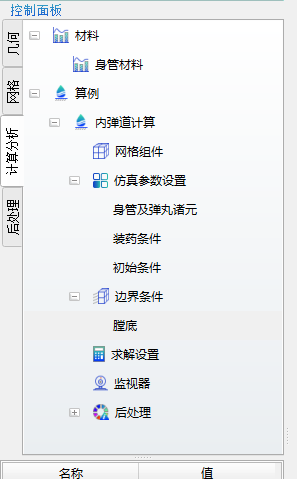 控制面板
几何
网格
计算分析
后处理
材料
身管材料
算例
内弹道计算
网格组件
仿真参数设置
身管及弹丸诸元
装药条件
初始条件
边界条件
膛底
求解设置
监视器
后处理
名称 值